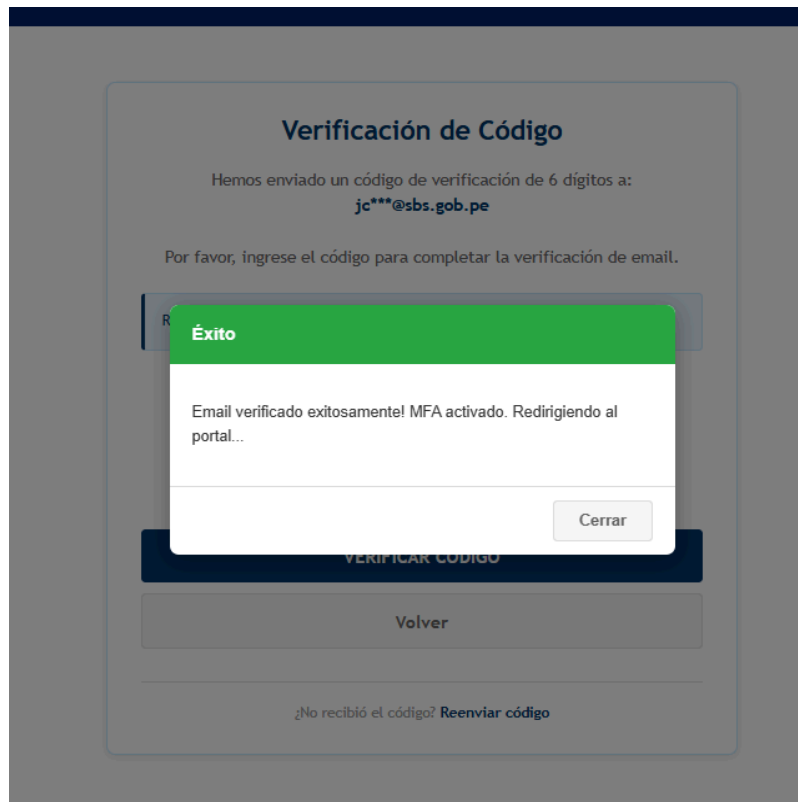 Verificación de Código
Hemos enviado un código de verificación de 6 dígitos a:
jc***@sbs.gob.pe
Por favor, ingrese el código para completar la verificación de email.
Éxito
Email verificado exitosamente! MFA activado. Redirigiendo al
portal...
Cerrar
VERIFICAR CÓDIGO
Volver
¿No recibió el código? Reenviar código